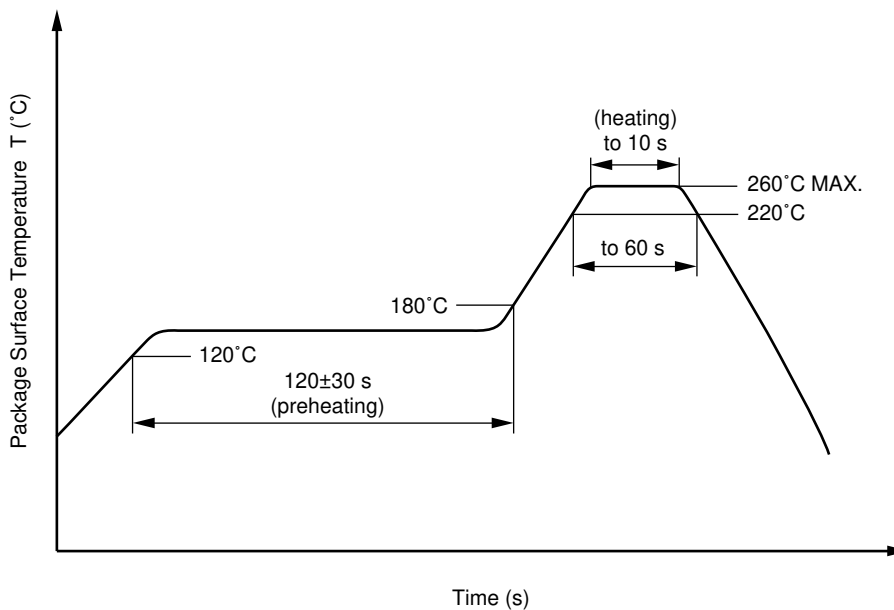 Package Surface Temperature T (˚C)
(heating)
to 10 s
260˚C MAX.
220˚C
to 60 s
180˚C
120˚C
120±30 s
(preheating)
Time (s)